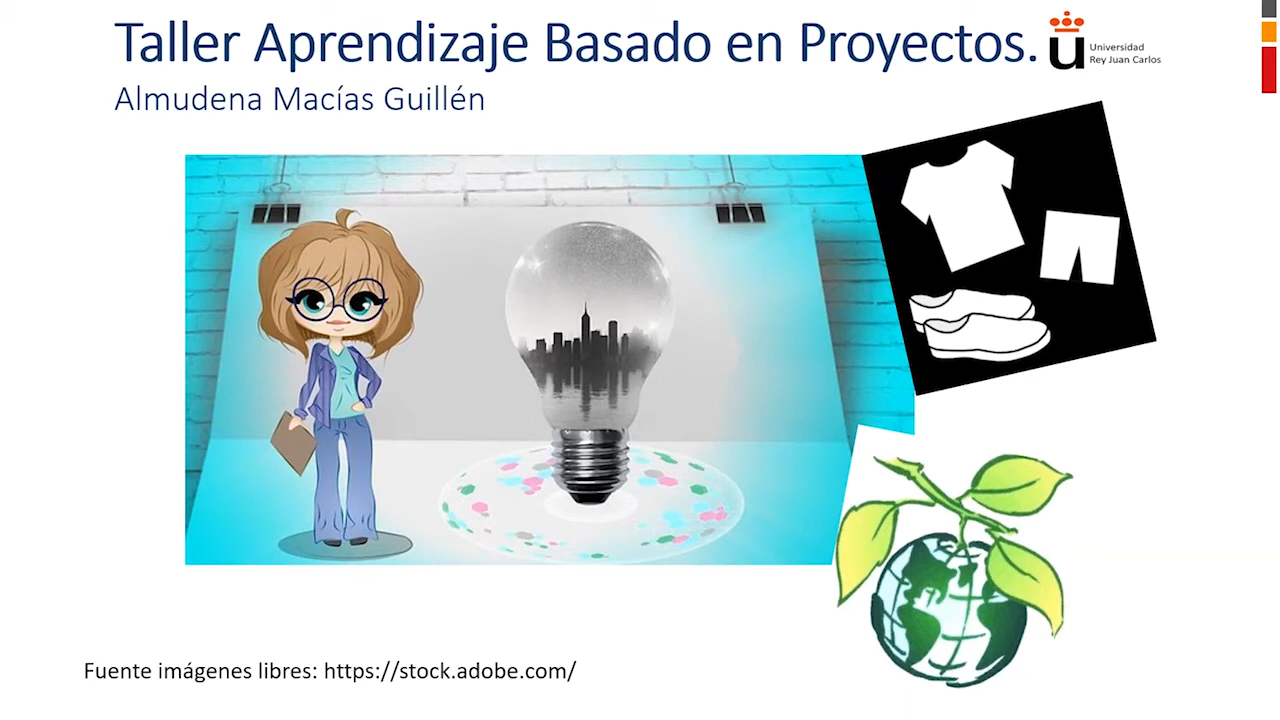 Taller Aprendizaje Basado en Proyectos.
Universidad
Rey Juan Carlos
Almudena Macías Guillén
Fuente imágenes libres: https://stock.adobe.com/